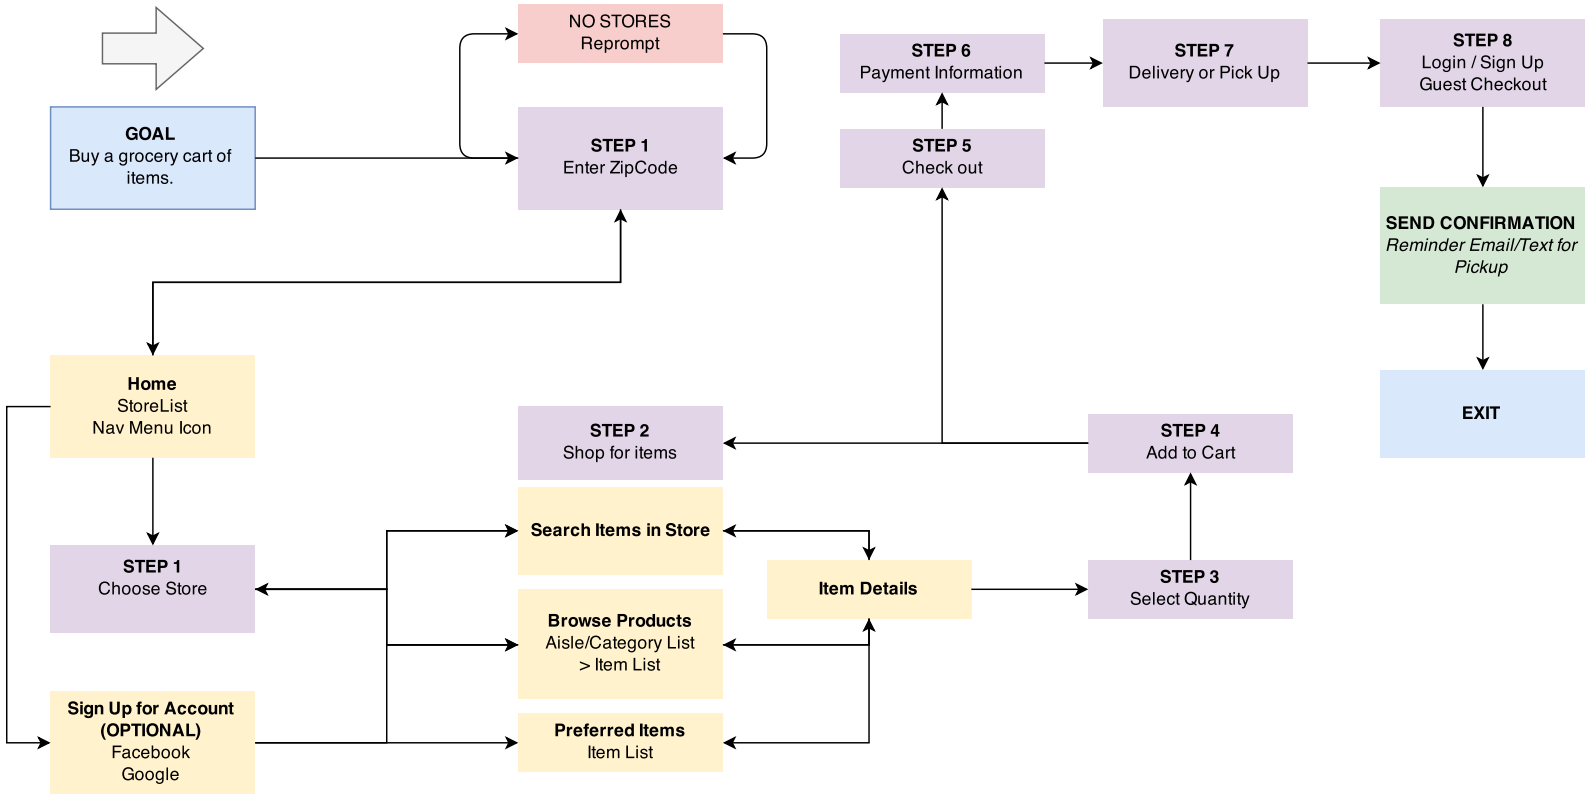 NO STORES
Reprompt
GOAL
Buy a grocery cart of
items.
STEP 1
Enter ZipCode
STEP 6
Payment Information
STEP 7
Delivery or Pick Up
STEP 8
Login / Sign Up
Guest Checkout
STEP 5
Check out
SEND CONFIRMATION
Reminder Email/Text for
Pickup
Home
StoreList
Nav Menu Icon
STEP 2
Shop for items
STEP 4
Add to Cart
EXIT
Search Items in Store
STEP 1
Choose Store
Browse Products
Aisle/Category List
> Item List
Item Details
STEP 3
Select Quantity
Sign Up for Account
(OPTIONAL)
Facebook
Google
Preferred Items
Item List